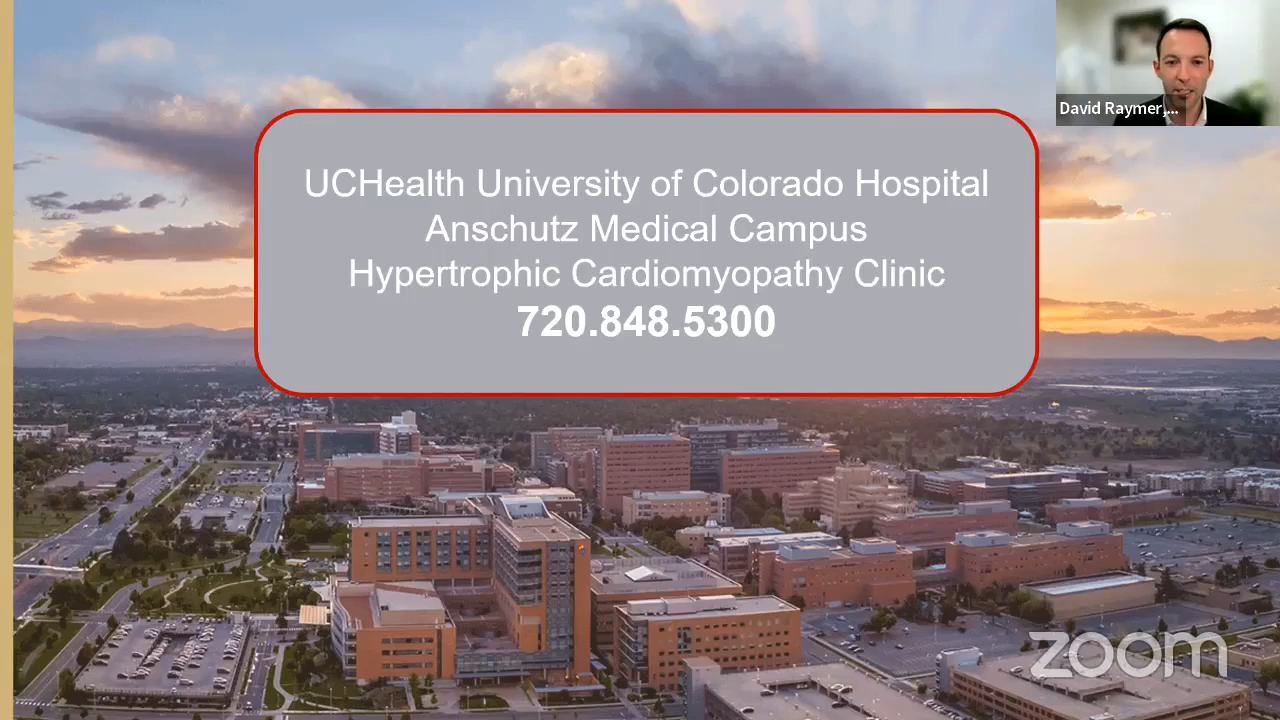 David Raymer,...
UCHealth University of Colorado Hospital
Anschutz Medical Campus
Hypertrophic Cardiomyopathy Clinic
720.848.5300
zoom